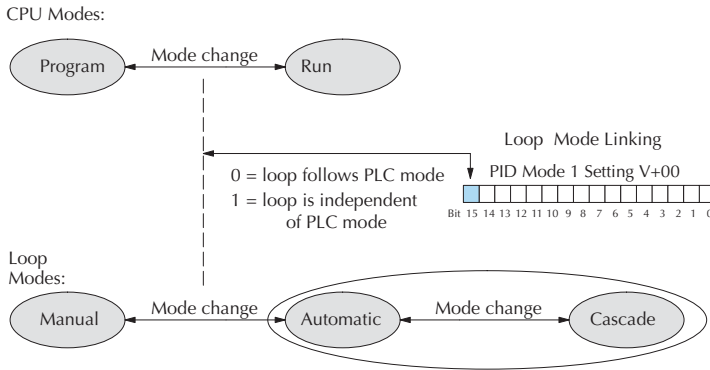 CPU Modes:
Program
Mode change
Run
Loop Mode Linking
0 = loop follows PLC mode
PID Mode 1 Setting V+00
1 = loop is independent
of PLC mode
Bit 15 14 13 12 11 10 9 8 7 6 5 4 3 2 1 0
Loop
Modes:
Manual
Mode change
Automatic
Mode change
Cascade